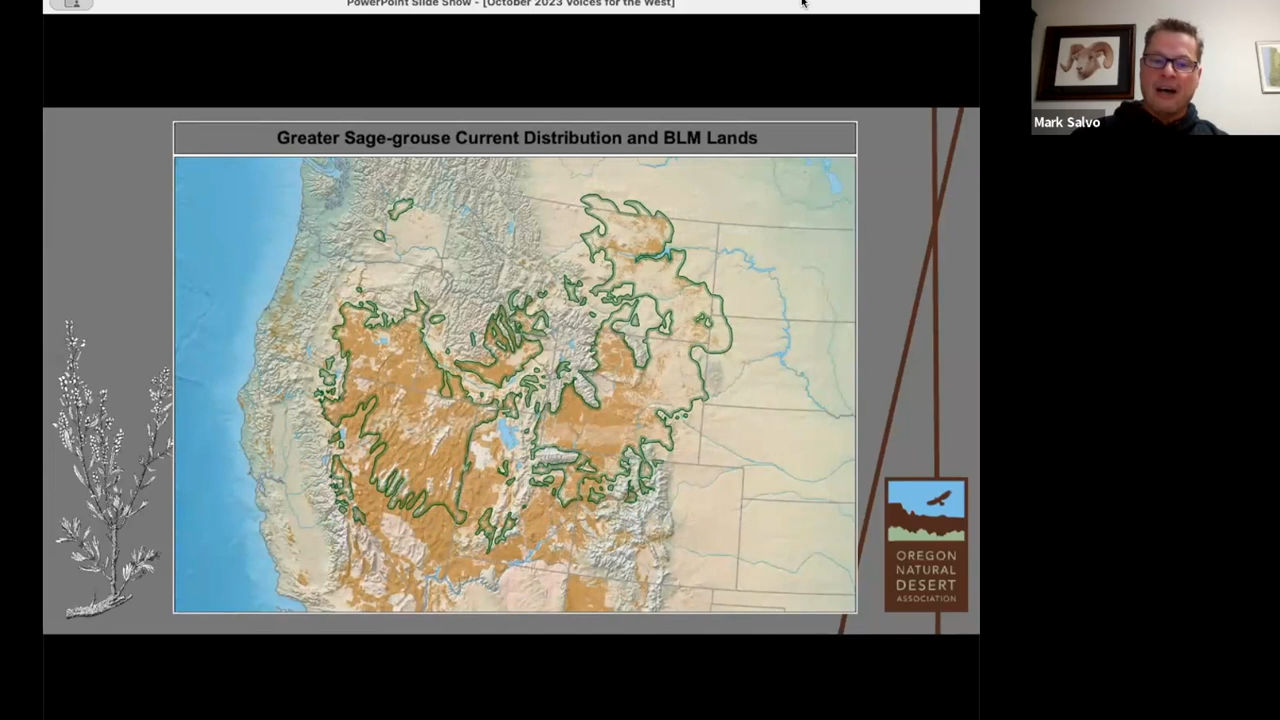 PowerPoint Slide Show - [October 2023 Voices for the West]
Mark Salvo
Greater Sage-grouse Current Distribution and BLM Lands
OREGON
NATURAL
DESERT
ASSOCIATION